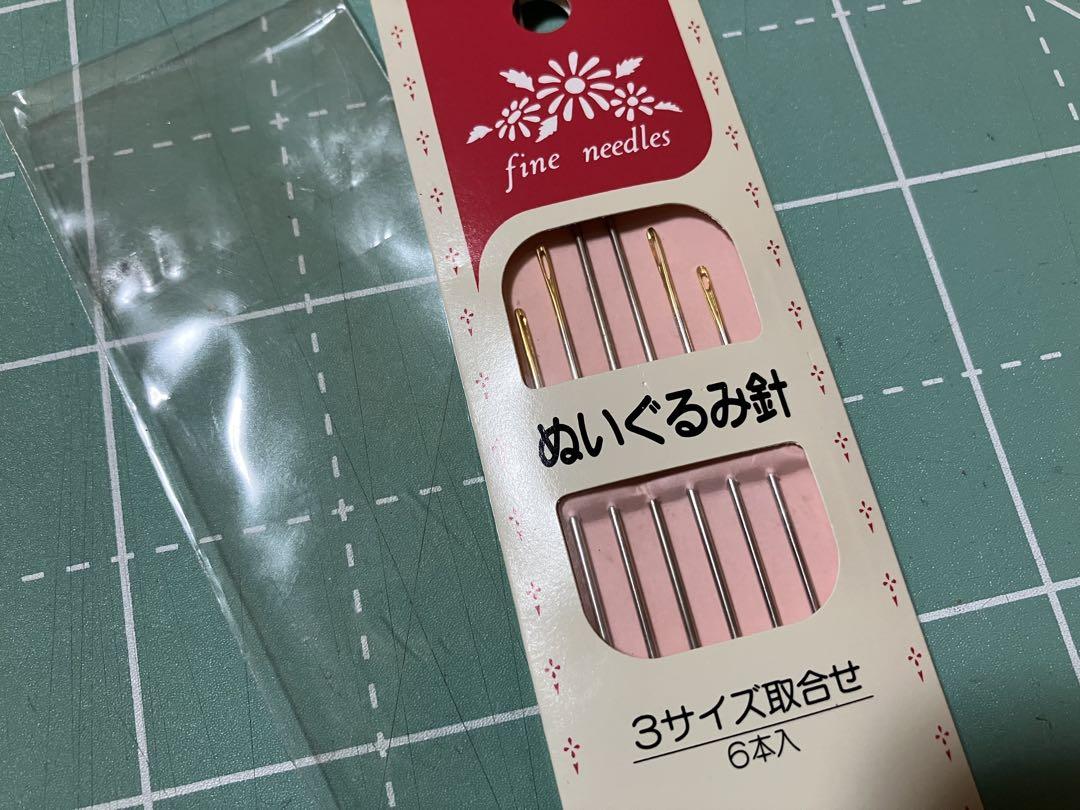 fine needles
ぬいぐるみ針
3サイズ取合せ
6本入